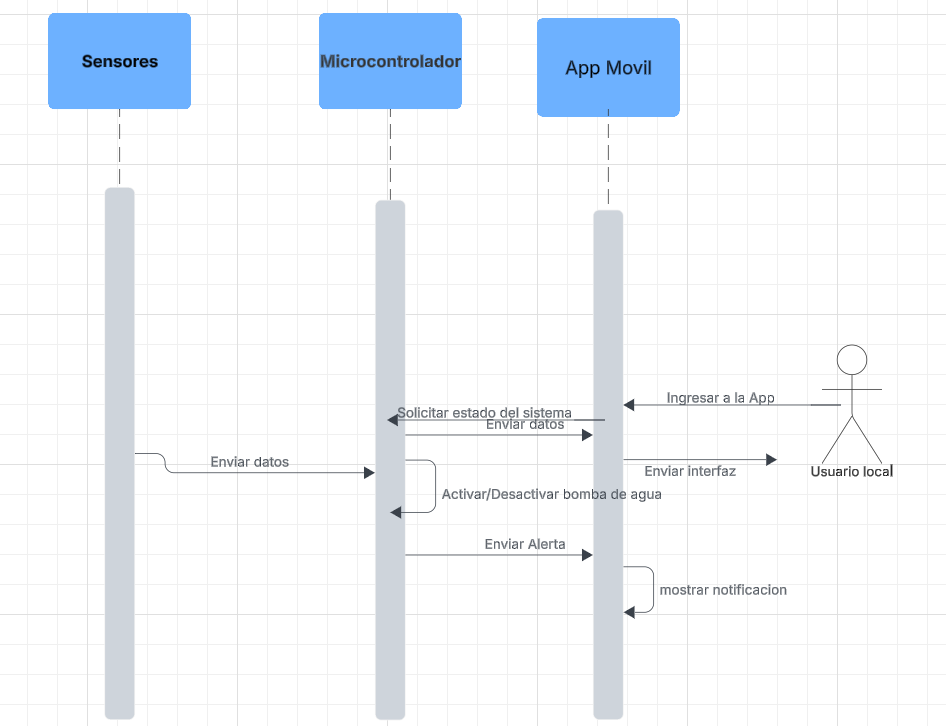 Sensores
Microcontrolador
App Movil
Ingresar a la App
Solicitar estado del sistema
Enviar datos
Enviar datos
Enviar interfaz
Usuario local
Activar/Desactivar bomba de agua
Enviar Alerta
mostrar notificacion